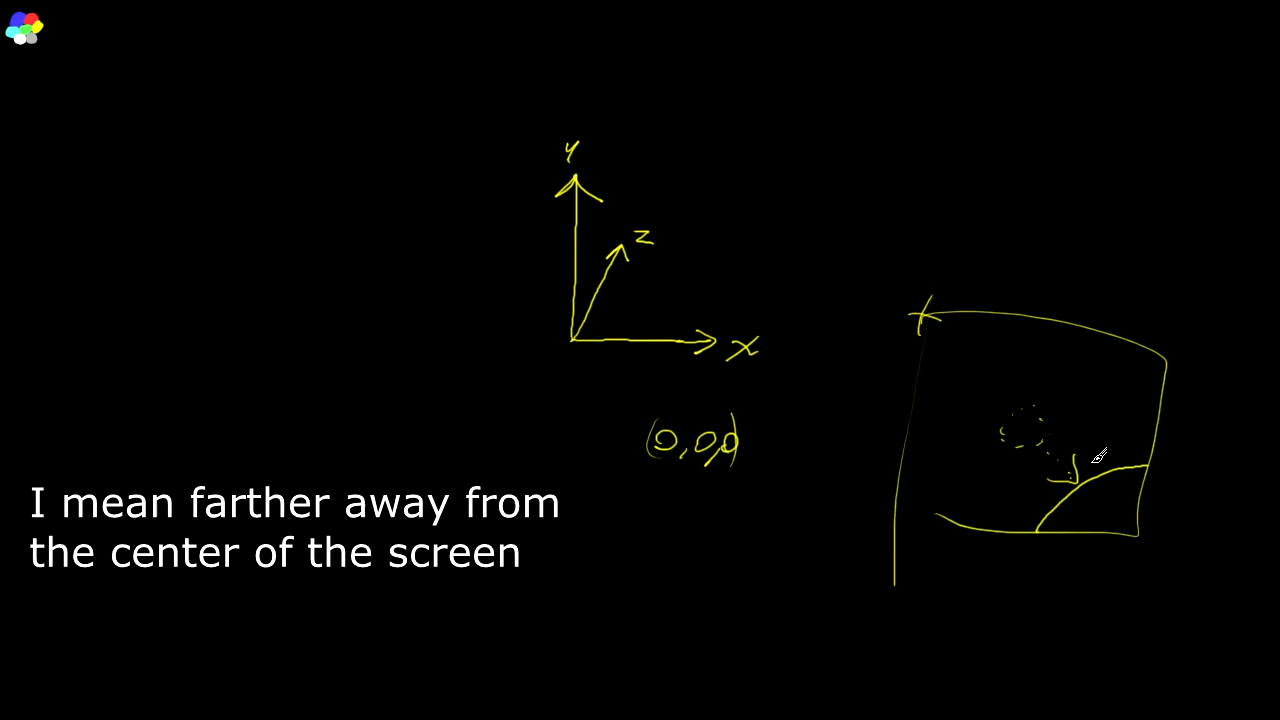 Y
Z
X
(0,0,0)
I mean farther away from
the center of the screen